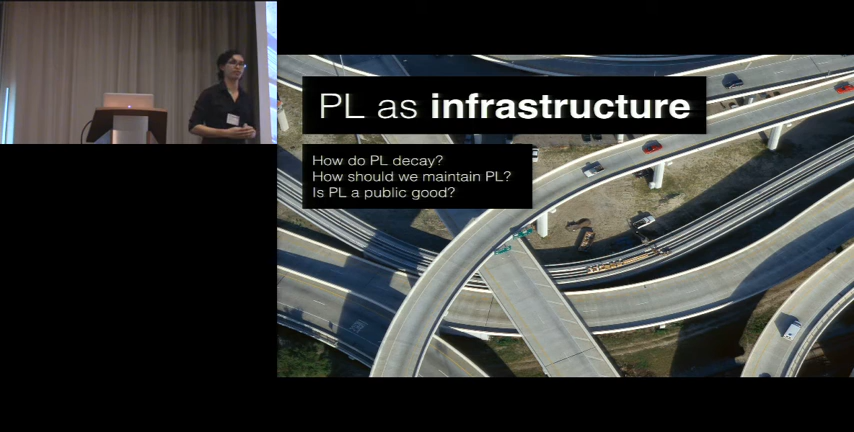 PL as infrastructure
How do PL decay?
How should we maintain PL?
Is PL a public good?